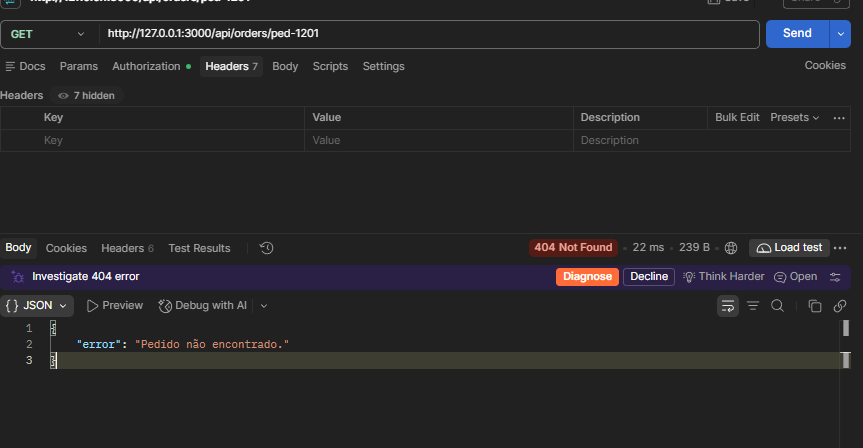 GET http://127.0.0.1:3000/api/orders/ped-1201 Send
Docs Params Authorization Headers 7 Body Scripts Settings Cookies
Headers 7 hidden
Key Value Description Bulk Edit Presets
Key Value Description
Body Cookies Headers 6 Test Results 404 Not Found • 22 ms • 239 B Load test
Investigate 404 error Diagnose Decline Think Harder Open
{} JSON Preview Debug with AI
1 {
2 "error": "Pedido não encontrado."
3 }